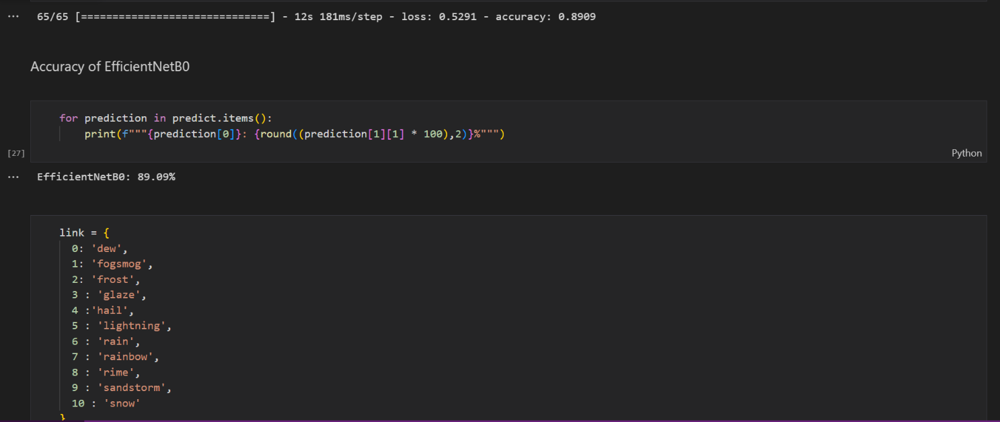 ... 65/65 [==============================] - 12s 181ms/step - loss: 0.5291 - accuracy: 0.8909
Accuracy of EfficientNetB0
for prediction in predict.items():
    print(f"""{prediction[0]}: {round((prediction[1][1] * 100),2)}%""")
[27]
Python
... EfficientNetB0: 89.09%
link = {
  0: 'dew',
  1: 'fogsmog',
  2: 'frost',
  3 : 'glaze',
  4 :'hail',
  5 : 'lightning',
  6 : 'rain',
  7 : 'rainbow',
  8 : 'rime',
  9 : 'sandstorm',
  10 : 'snow'
}